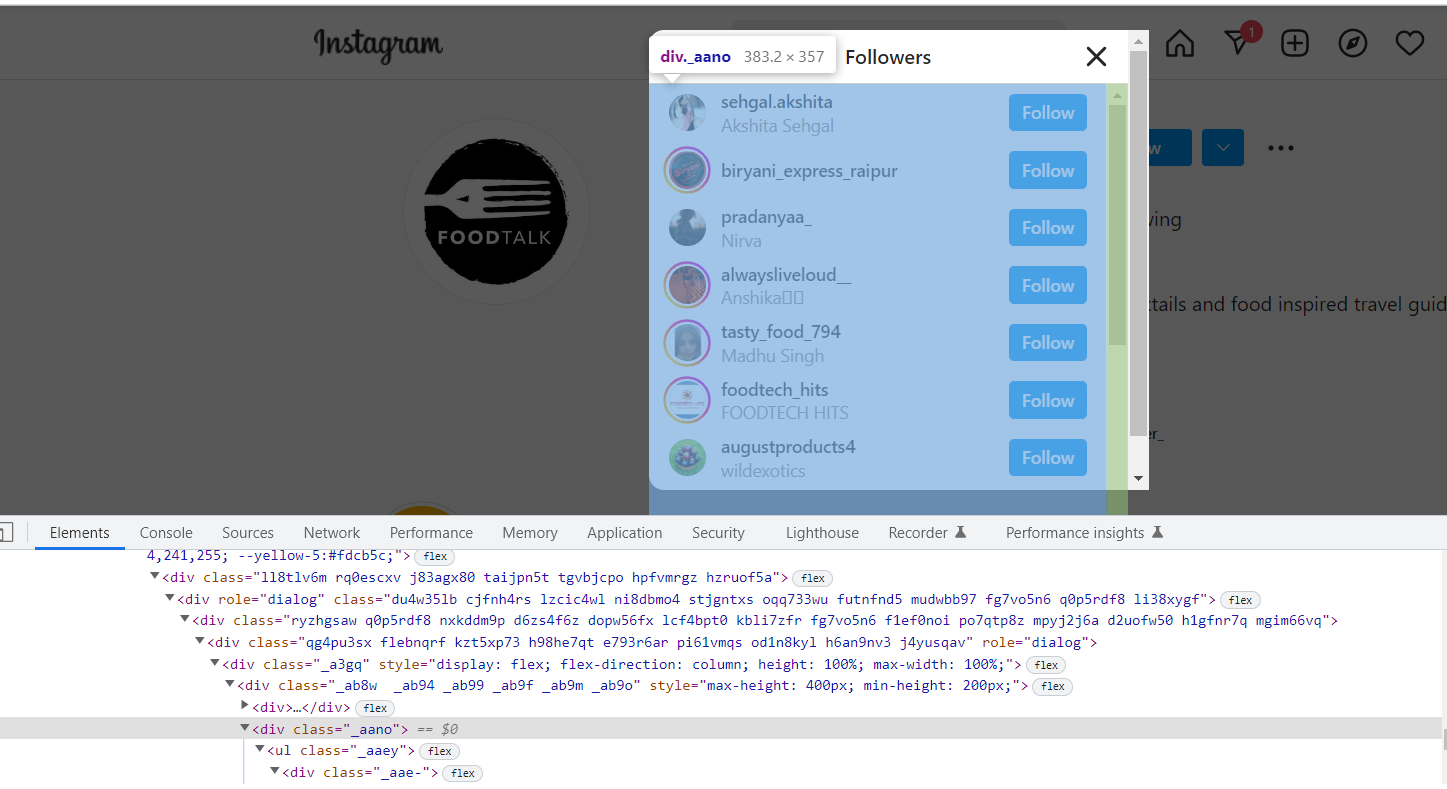 Instagram
1
div._aano 383.2 × 357
Followers
sehgal.akshita
Akshita Sehgal
Follow
biryani_express_raipur
Follow
pradanyaa_
Nirva
Follow
alwaysliveloud__
Anshika
Follow
tasty_food_794
Madhu Singh
Follow
foodtech_hits
FOODTECH HITS
Follow
augustproducts4
wildexotics
Follow
FOODTALK
w
wing
ktails and food inspired travel guid
er_
Elements Console Sources Network Performance Memory Application Security Lighthouse Recorder Performance insights
4,241,255; --yellow-5:#fdcb5c;"> flex
<div class="ll8tlv6m rq0escxv j83agx80 taijpn5t tgvbjcpo hpfvmrgz hzruof5a"> flex
<div role="dialog" class="du4w35lb cjfnh4rs lzcic4wl ni8dbmo4 stjgntxs oqq733wu futnfnd5 mudwbb97 fg7vo5n6 q0p5rdf8 li38xygf"> flex
<div class="ryzhgsaw q0p5rdf8 nxkddm9p d6zs4f6z dopw56fx lcf4bpt0 kbli7zfr fg7vo5n6 f1ef0noi po7qtp8z mpyj2j6a d2uofw50 h1gfnr7q mgim66vq">
<div class="qg4pu3sx flebnqrf kzt5xp73 h98he7qt e793r6ar pi61vmqs od1n8kyl h6an9nv3 j4yusqav" role="dialog">
<div class="_a3gq" style="display: flex; flex-direction: column; height: 100%; max-width: 100%;"> flex
<div class="_ab8w  _ab94 _ab99 _ab9f _ab9m _ab9o" style="max-height: 400px; min-height: 200px;"> flex
<div>…</div> flex
<div class="_aano"> == $0
<ul class="_aaey"> flex
<div class="_aae-"> flex